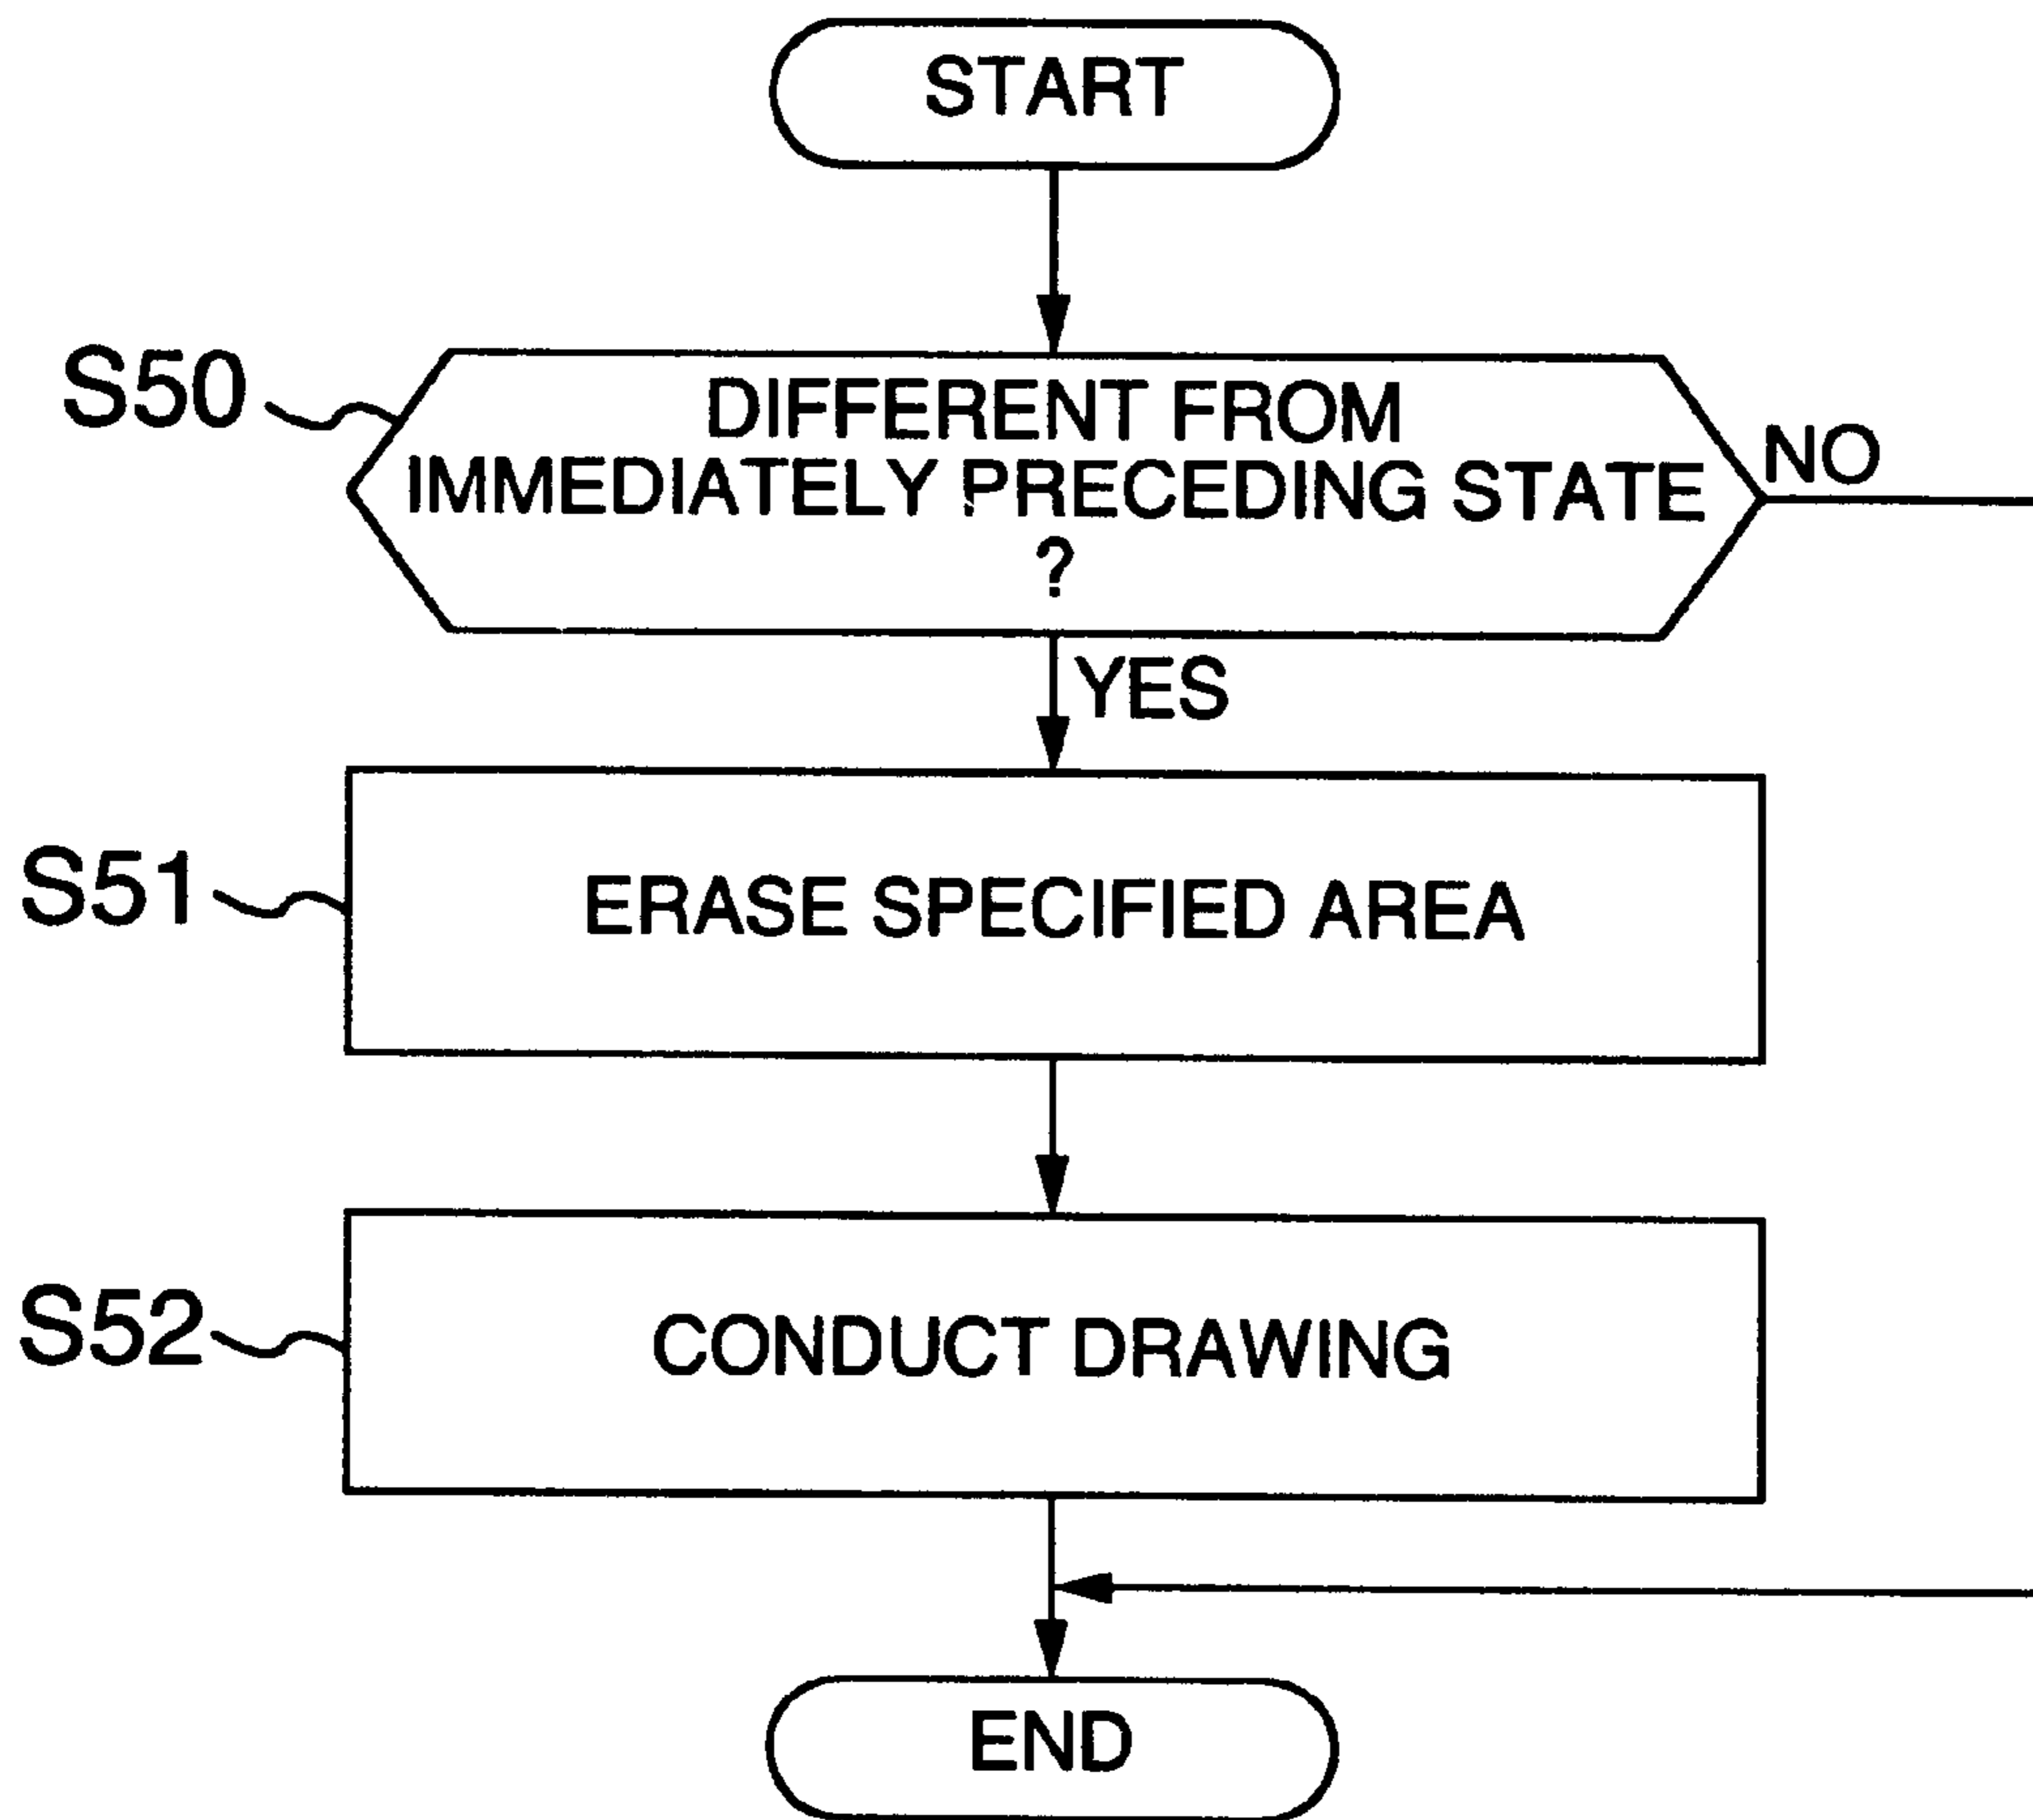 START
S50
DIFFERENT FROM
IMMEDIATELY PRECEDING STATE
?
NO
YES
S51
ERASE SPECIFIED AREA
S52
CONDUCT DRAWING
END